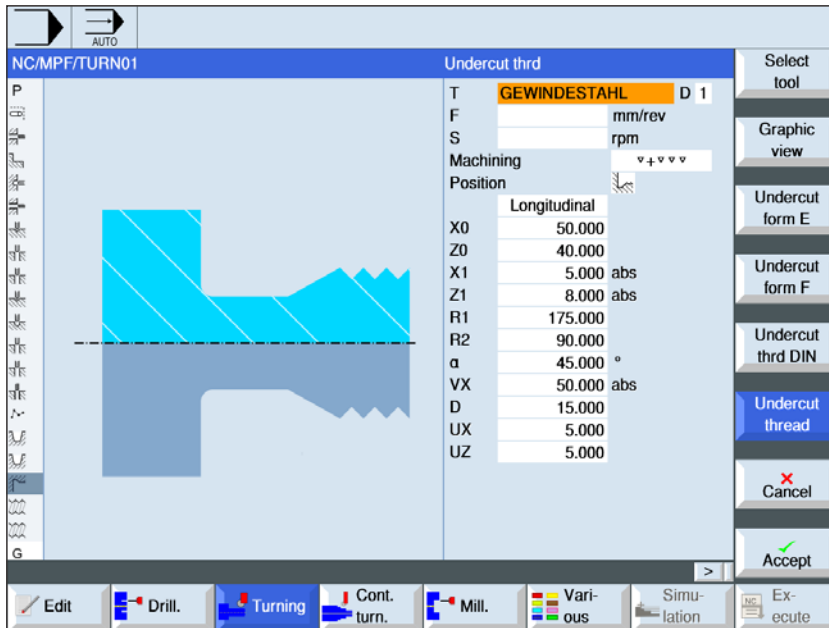 AUTO
NC/MPF/TURN01
Undercut thrd
P
T GEWINDESTAHL D 1
F mm/rev
S rpm
Machining ▿+▿▿▿
Position
Longitudinal
X0 50.000
Z0 40.000
X1 5.000 abs
Z1 8.000 abs
R1 175.000
R2 90.000
α 45.000 °
VX 50.000 abs
D 15.000
UX 5.000
UZ 5.000
G
>
Select
tool
Graphic
view
Undercut
form E
Undercut
form F
Undercut
thrd DIN
Undercut
thread
Cancel
Accept
Edit
Drill.
Turning
Cont.
turn.
Mill.
Vari-
ous
Simu-
lation
NC
Ex-
ecute